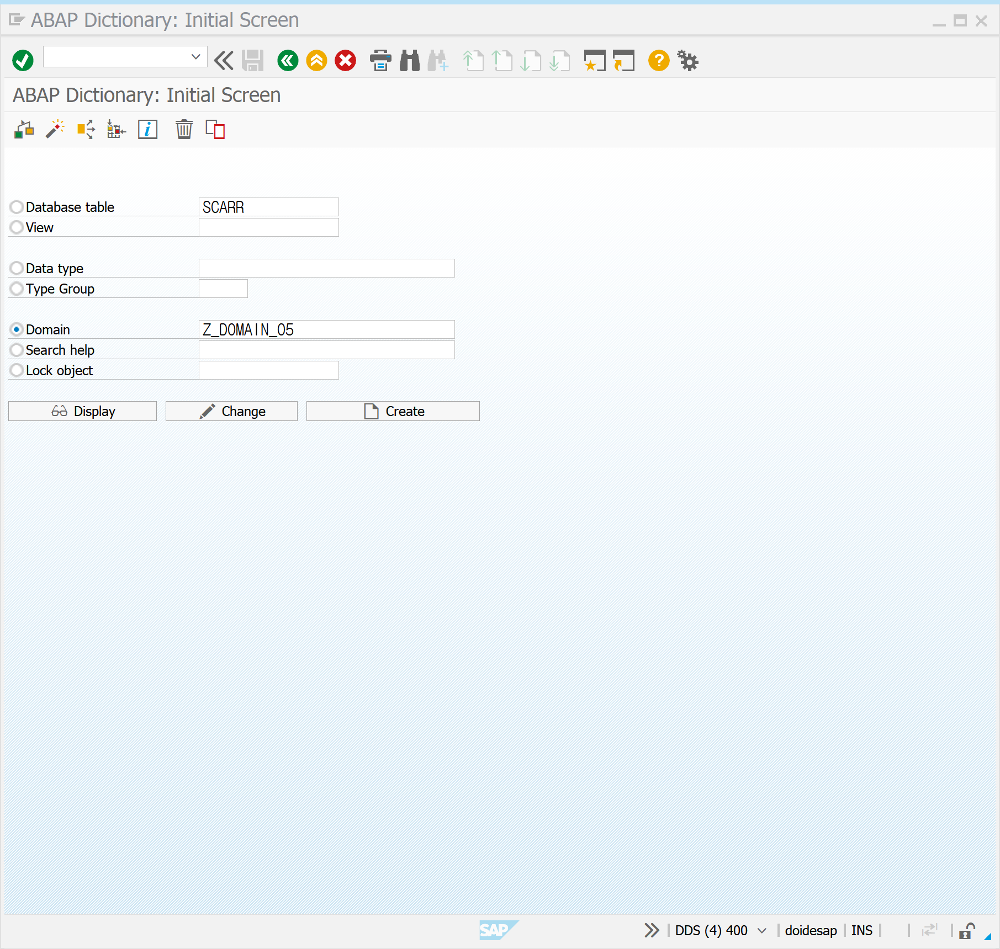 ABAP Dictionary: Initial Screen
ABAP Dictionary: Initial Screen
Database table SCARR
View
Data type
Type Group
Domain Z_DOMAIN_05
Search help
Lock object
Display Change Create
SAP DDS (4) 400 doidesap INS